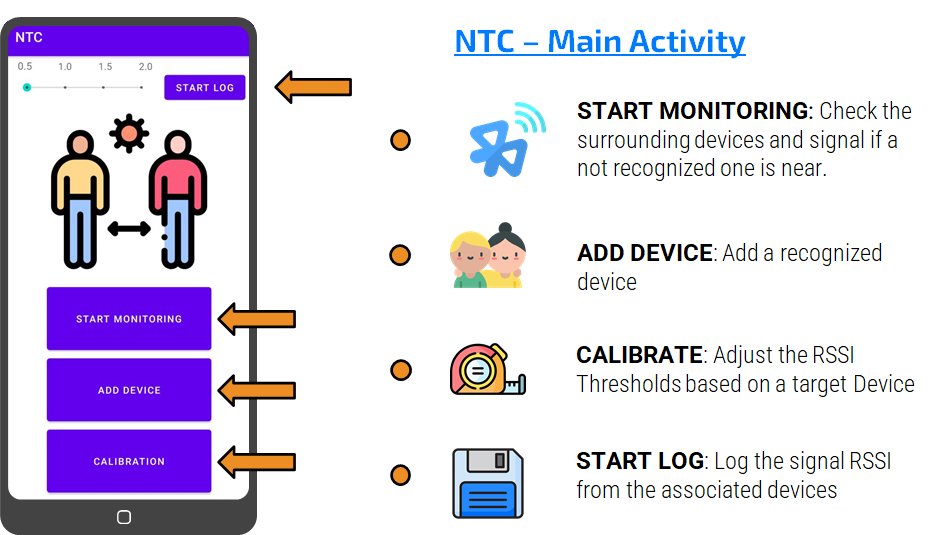 NTC
0.5 1.0 1.5 2.0
START LOG
START MONITORING
ADD DEVICE
CALIBRATION
NTC – Main Activity
START MONITORING: Check the
surrounding devices and signal if a
not recognized one is near.
ADD DEVICE: Add a recognized
device
CALIBRATE: Adjust the RSSI
Thresholds based on a target Device
START LOG: Log the signal RSSI
from the associated devices